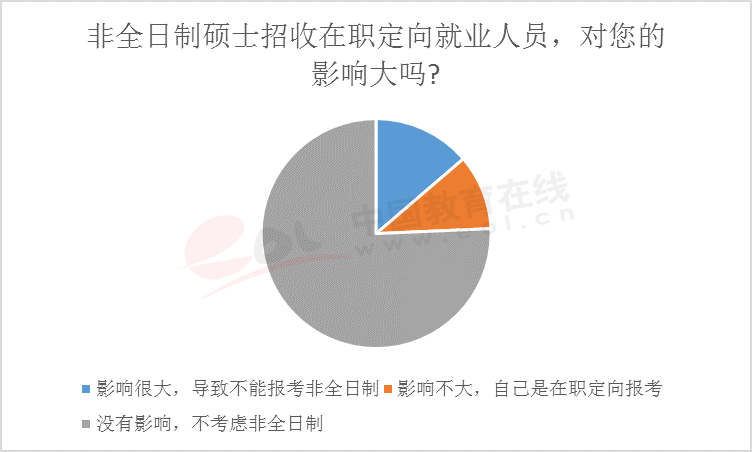 非全日制硕士招收在职定向就业人员，对您的
影响大吗?
eol 中国教育在线
www.eol.cn
影响很大，导致不能报考非全日制 影响不大，自己是在职定向报考
没有影响，不考虑非全日制